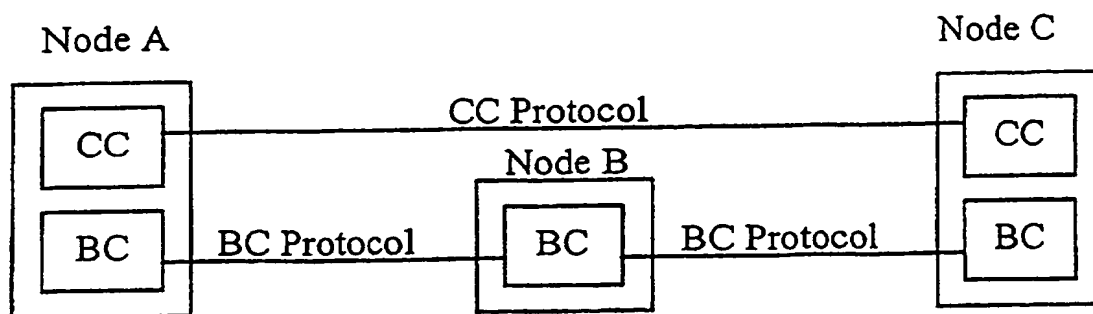 Node A
Node C
CC Protocol
CC
CC
Node B
BC
BC Protocol
BC
BC Protocol
BC